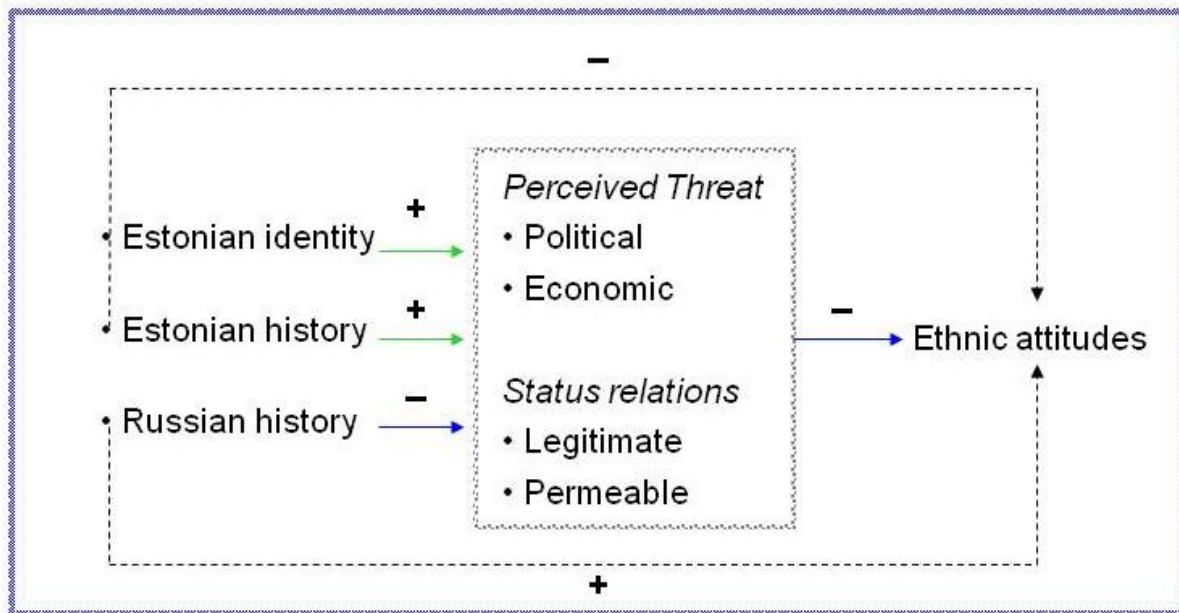 −
Perceived Threat
+
• Estonian identity
• Political
• Economic
+
−
• Estonian history
Ethnic attitudes
Status relations
−
• Russian history
• Legitimate
• Permeable
+